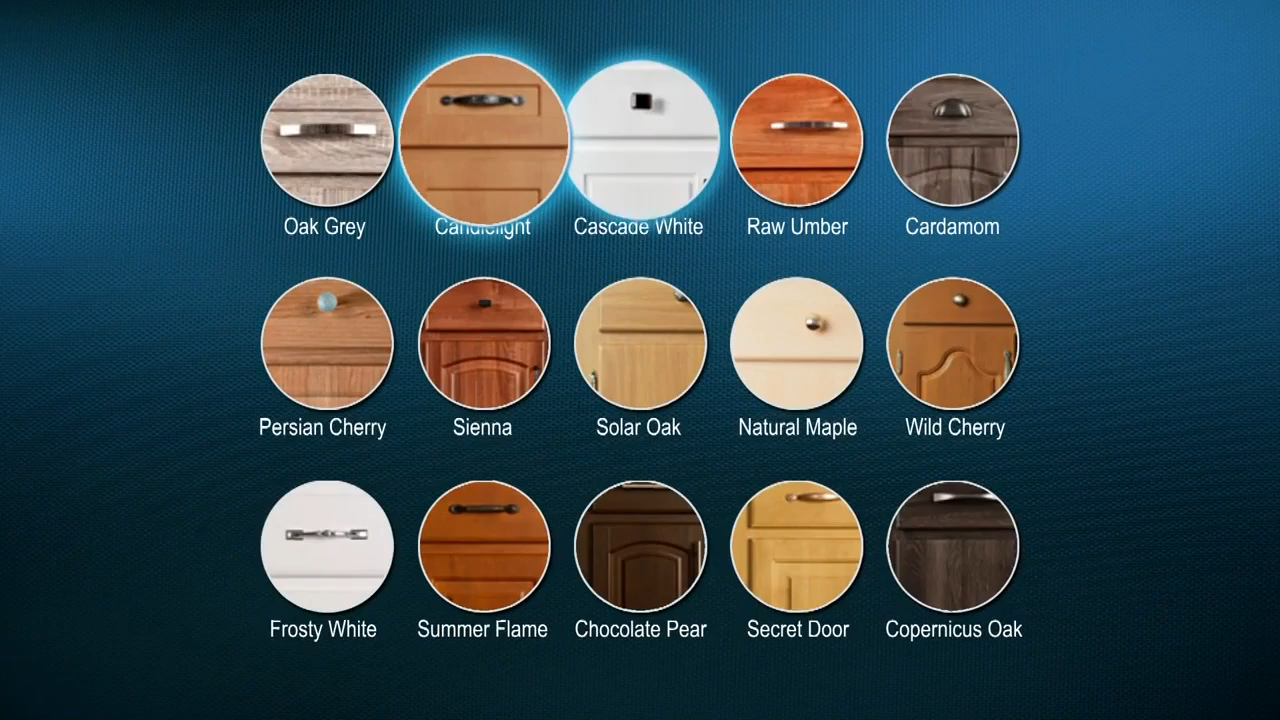 Oak Grey
Candlelight
Cascade White
Raw Umber
Cardamom
Persian Cherry
Sienna
Solar Oak
Natural Maple
Wild Cherry
Frosty White
Summer Flame
Chocolate Pear
Secret Door
Copernicus Oak